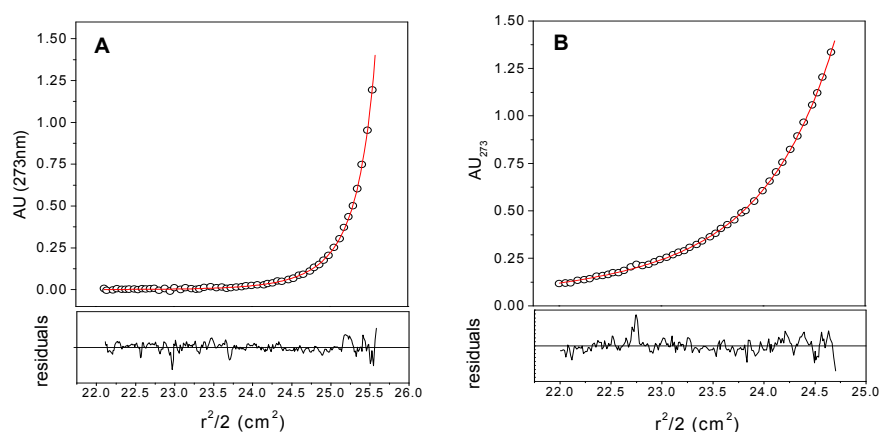 A
AU (273nm)
1.50
1.25
1.00
0.75
0.50
0.25
0.00
residuals
22.0 22.5 23.0 23.5 24.0 24.5 25.0 25.5 26.0
r²/2 (cm²)
B
AU₂₇₃
1.50
1.25
1.00
0.75
0.50
0.25
0.00
residuals
22.0 22.5 23.0 23.5 24.0 24.5 25.0
r²/2 (cm²)